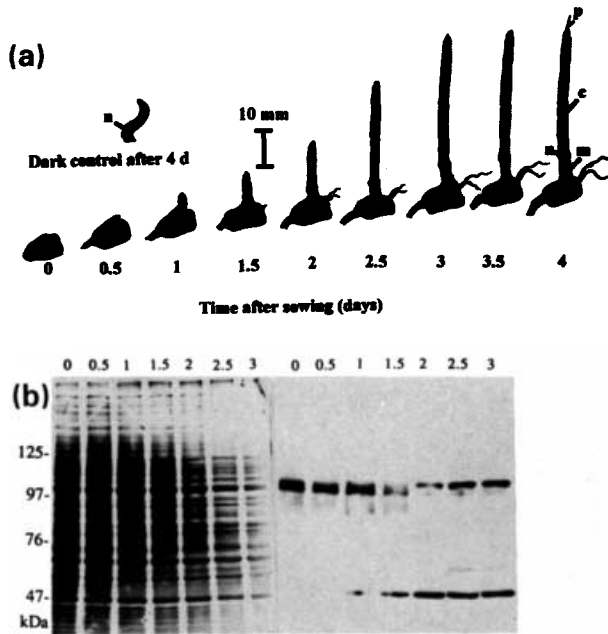 (a)
p
10 mm
n
c
Dark control after 4 d
n m
0 0.5 1 1.5 2 2.5 3 3.5 4
Time after sowing (days)
0 0.5 1 1.5 2 2.5 3 0 0.5 1 1.5 2 2.5 3
(b)
125-
97-
76-
47-
kDa